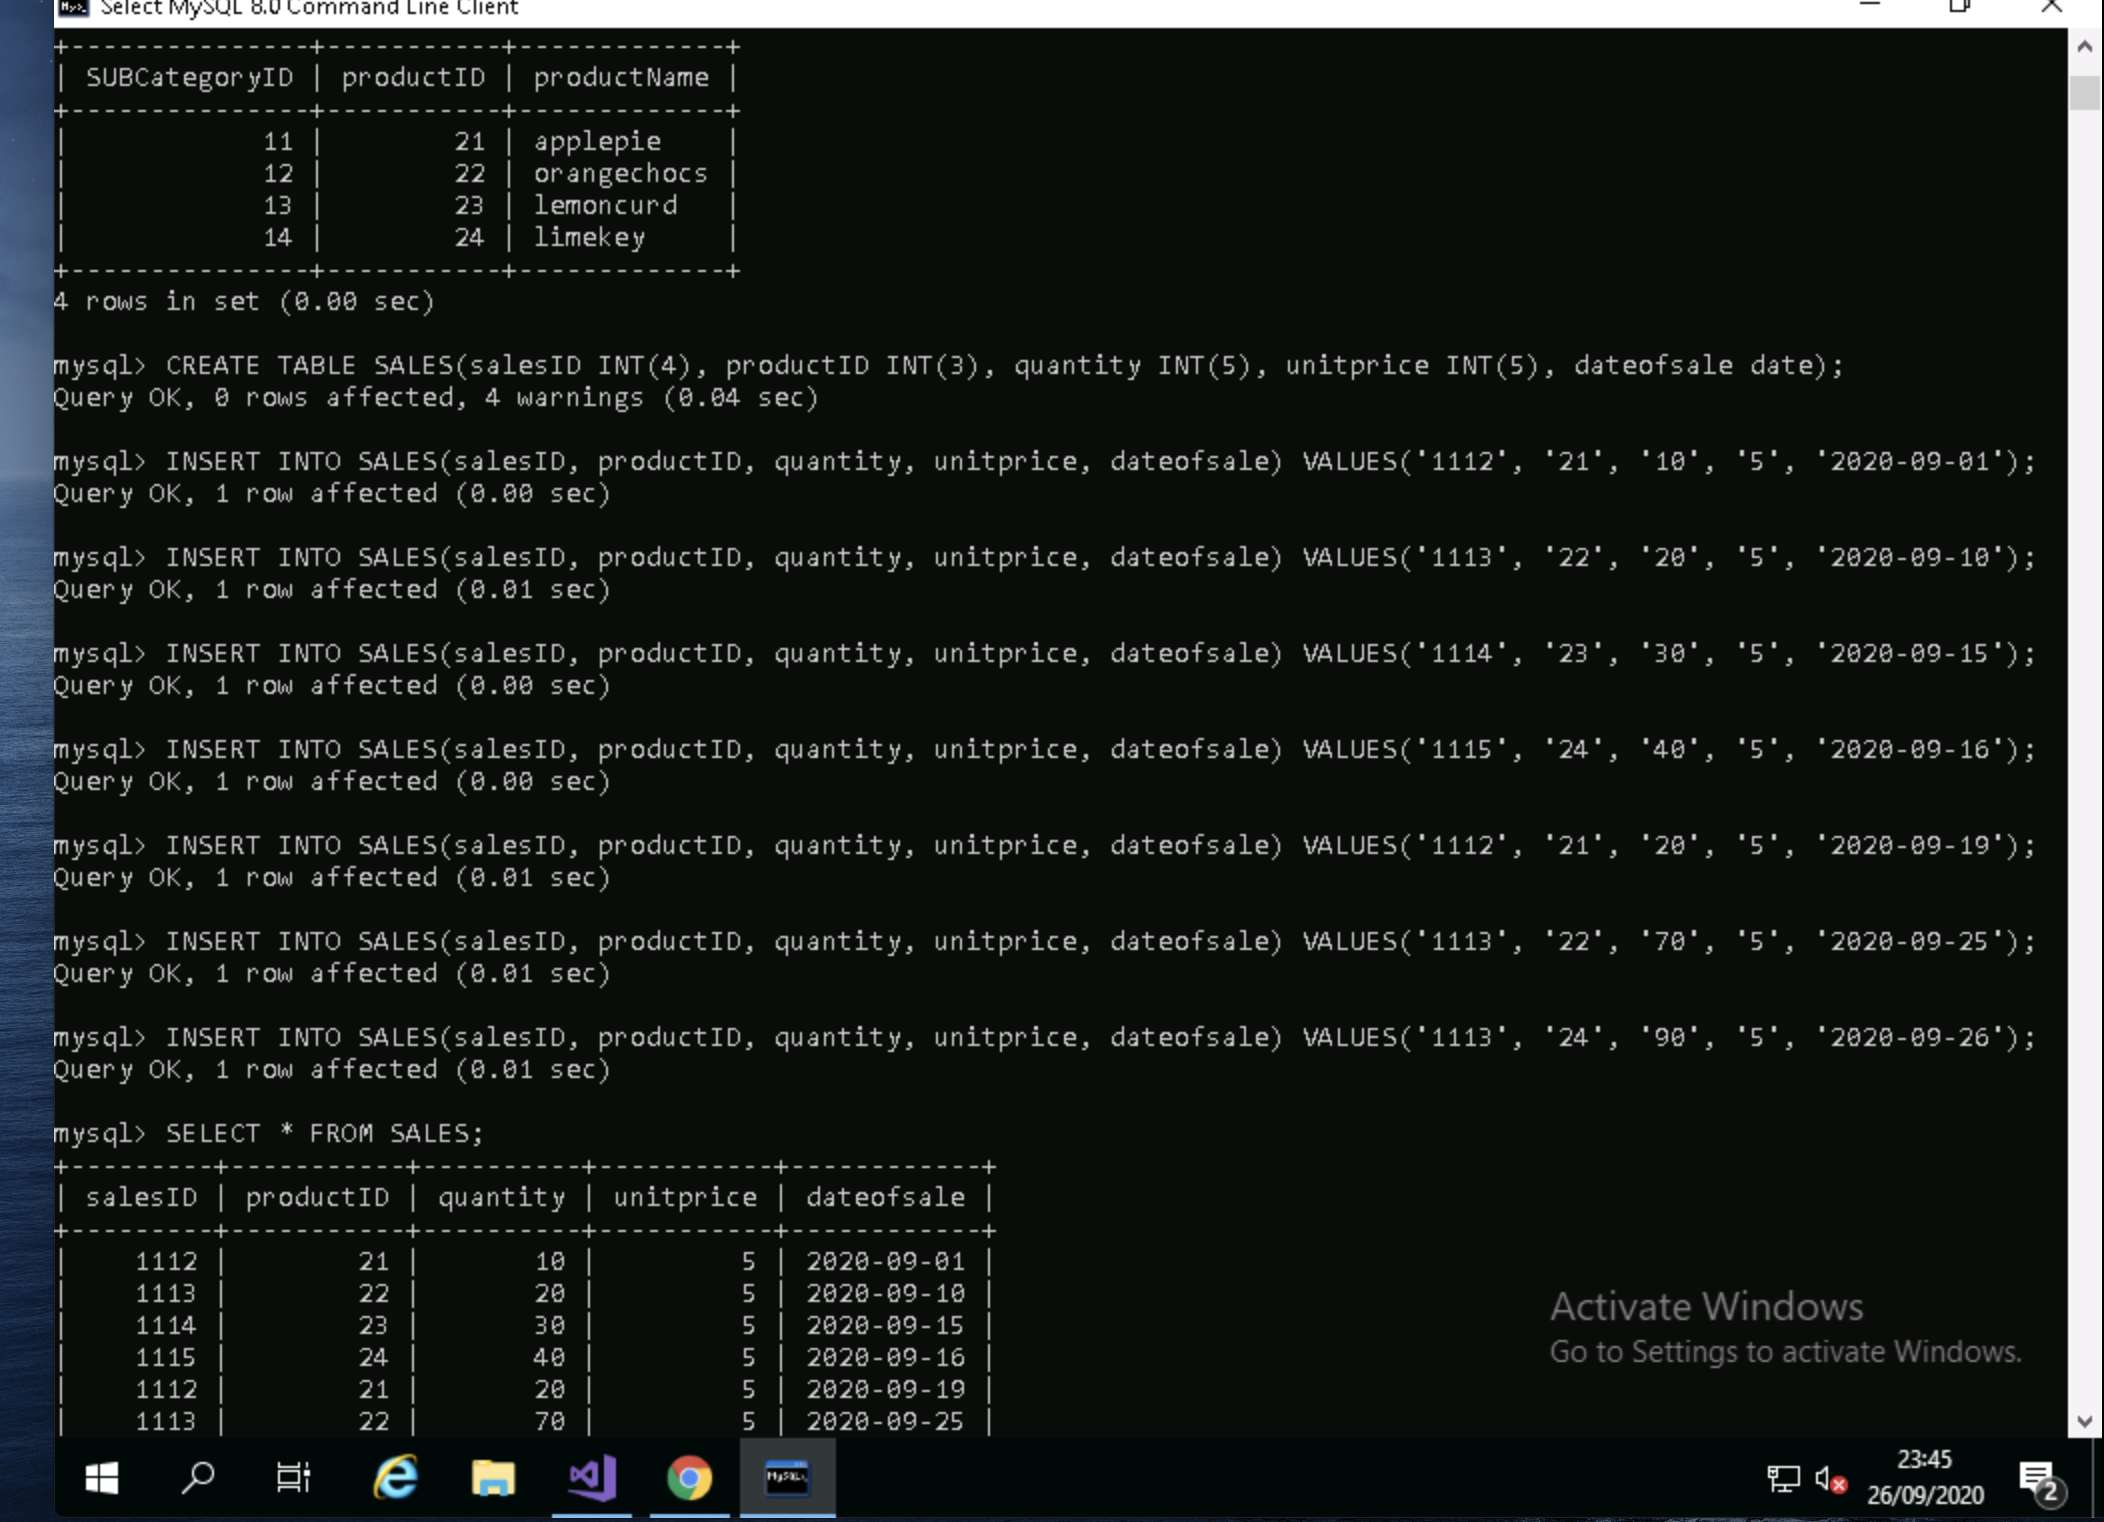 Select MySQL 8.0 Command Line Client
+---------------+-----------+-------------+
| SUBCategoryID | productID | productName |
+---------------+-----------+-------------+
|            11 |        21 | applepie    |
|            12 |        22 | orangechocs |
|            13 |        23 | lemoncurd   |
|            14 |        24 | limekey     |
+---------------+-----------+-------------+
4 rows in set (0.00 sec)
mysql> CREATE TABLE SALES(salesID INT(4), productID INT(3), quantity INT(5), unitprice INT(5), dateofsale date);
Query OK, 0 rows affected, 4 warnings (0.04 sec)
mysql> INSERT INTO SALES(salesID, productID, quantity, unitprice, dateofsale) VALUES('1112', '21', '10', '5', '2020-09-01');
Query OK, 1 row affected (0.00 sec)
mysql> INSERT INTO SALES(salesID, productID, quantity, unitprice, dateofsale) VALUES('1113', '22', '20', '5', '2020-09-10');
Query OK, 1 row affected (0.01 sec)
mysql> INSERT INTO SALES(salesID, productID, quantity, unitprice, dateofsale) VALUES('1114', '23', '30', '5', '2020-09-15');
Query OK, 1 row affected (0.00 sec)
mysql> INSERT INTO SALES(salesID, productID, quantity, unitprice, dateofsale) VALUES('1115', '24', '40', '5', '2020-09-16');
Query OK, 1 row affected (0.00 sec)
mysql> INSERT INTO SALES(salesID, productID, quantity, unitprice, dateofsale) VALUES('1112', '21', '20', '5', '2020-09-19');
Query OK, 1 row affected (0.01 sec)
mysql> INSERT INTO SALES(salesID, productID, quantity, unitprice, dateofsale) VALUES('1113', '22', '70', '5', '2020-09-25');
Query OK, 1 row affected (0.01 sec)
mysql> INSERT INTO SALES(salesID, productID, quantity, unitprice, dateofsale) VALUES('1113', '24', '90', '5', '2020-09-26');
Query OK, 1 row affected (0.01 sec)
mysql> SELECT * FROM SALES;
+---------+-----------+----------+-----------+------------+
| salesID | productID | quantity | unitprice | dateofsale |
+---------+-----------+----------+-----------+------------+
|    1112 |        21 |       10 |         5 | 2020-09-01 |
|    1113 |        22 |       20 |         5 | 2020-09-10 |
|    1114 |        23 |       30 |         5 | 2020-09-15 |
|    1115 |        24 |       40 |         5 | 2020-09-16 |
|    1112 |        21 |       20 |         5 | 2020-09-19 |
|    1113 |        22 |       70 |         5 | 2020-09-25 |
Activate Windows
Go to Settings to activate Windows.
23:45
26/09/2020
2